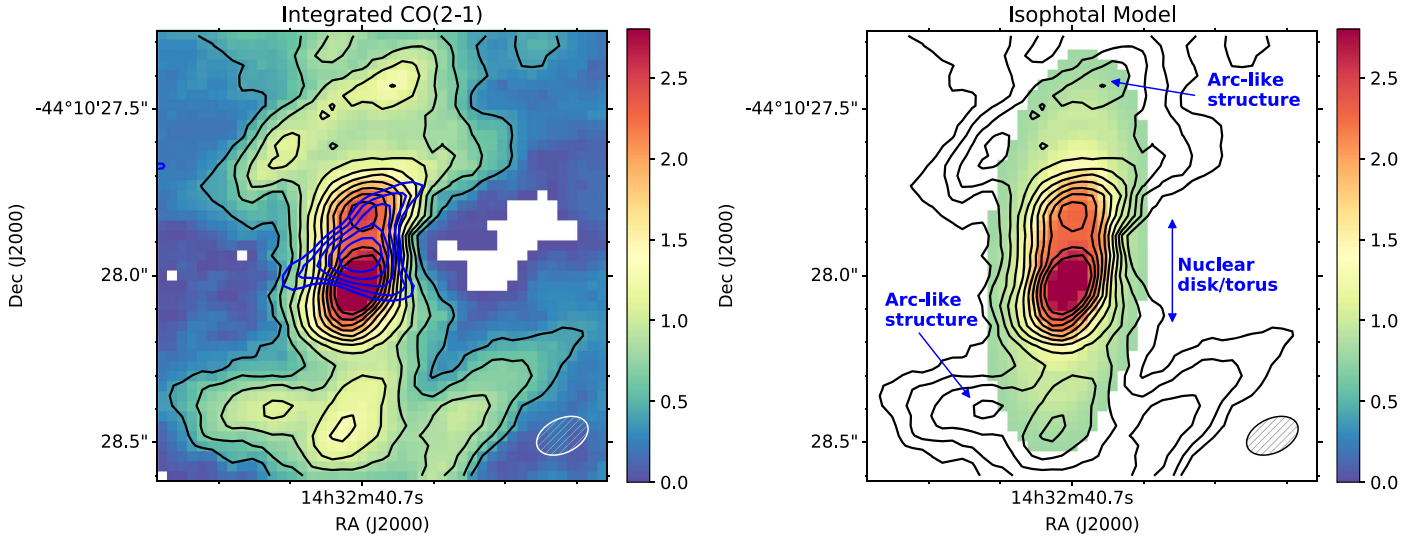 Integrated CO(2-1)
Dec (J2000)
-44°10'27.5"
28.0"
28.5"
14h32m40.7s
RA (J2000)
2.5
2.0
1.5
1.0
0.5
0.0
Isophotal Model
Dec (J2000)
-44°10'27.5"
28.0"
28.5"
Arc-like
structure
Nuclear
disk/torus
Arc-like
structure
14h32m40.7s
RA (J2000)
2.5
2.0
1.5
1.0
0.5
0.0